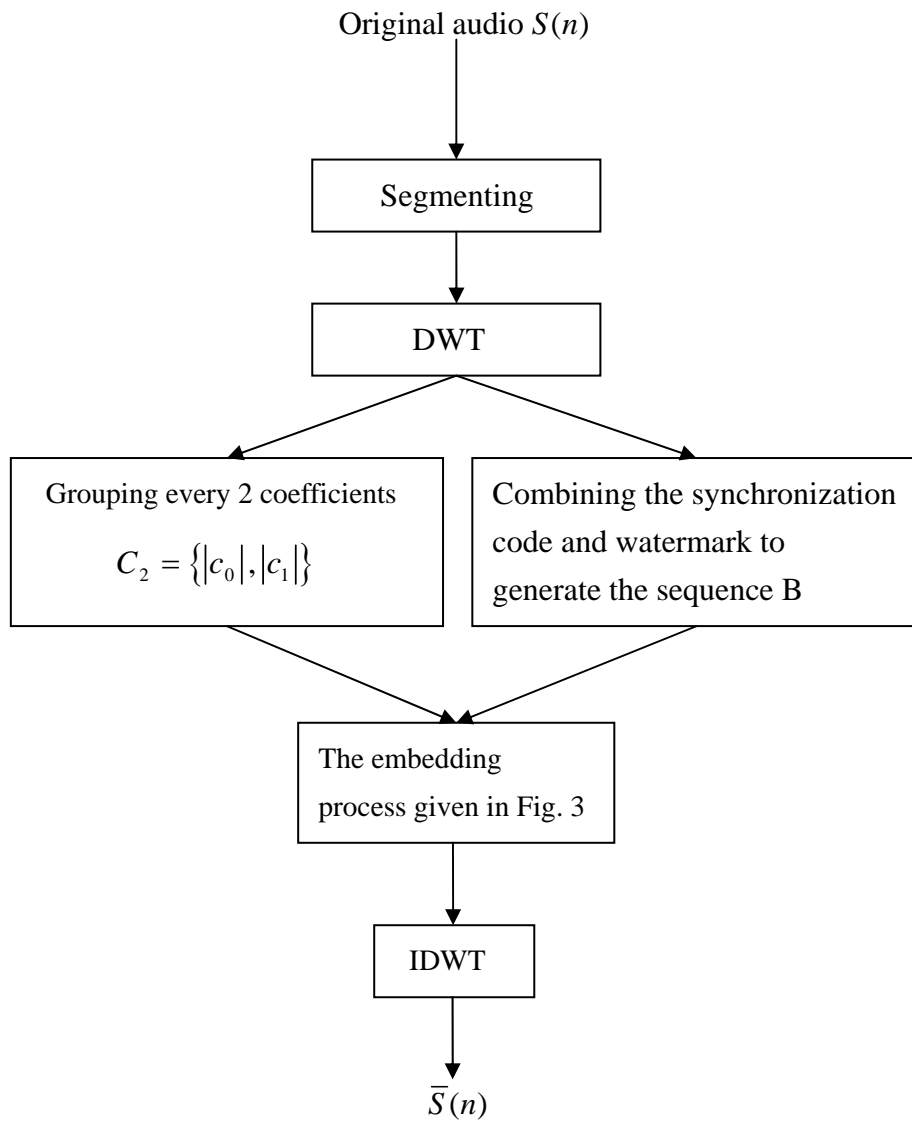 Original audio S(n)
Segmenting
DWT
Grouping every 2 coefficients
C₂ = {|c₀|,|c₁|}
Combining the synchronization
code and watermark to
generate the sequence B
The embedding
process given in Fig. 3
IDWT
S̅(n)